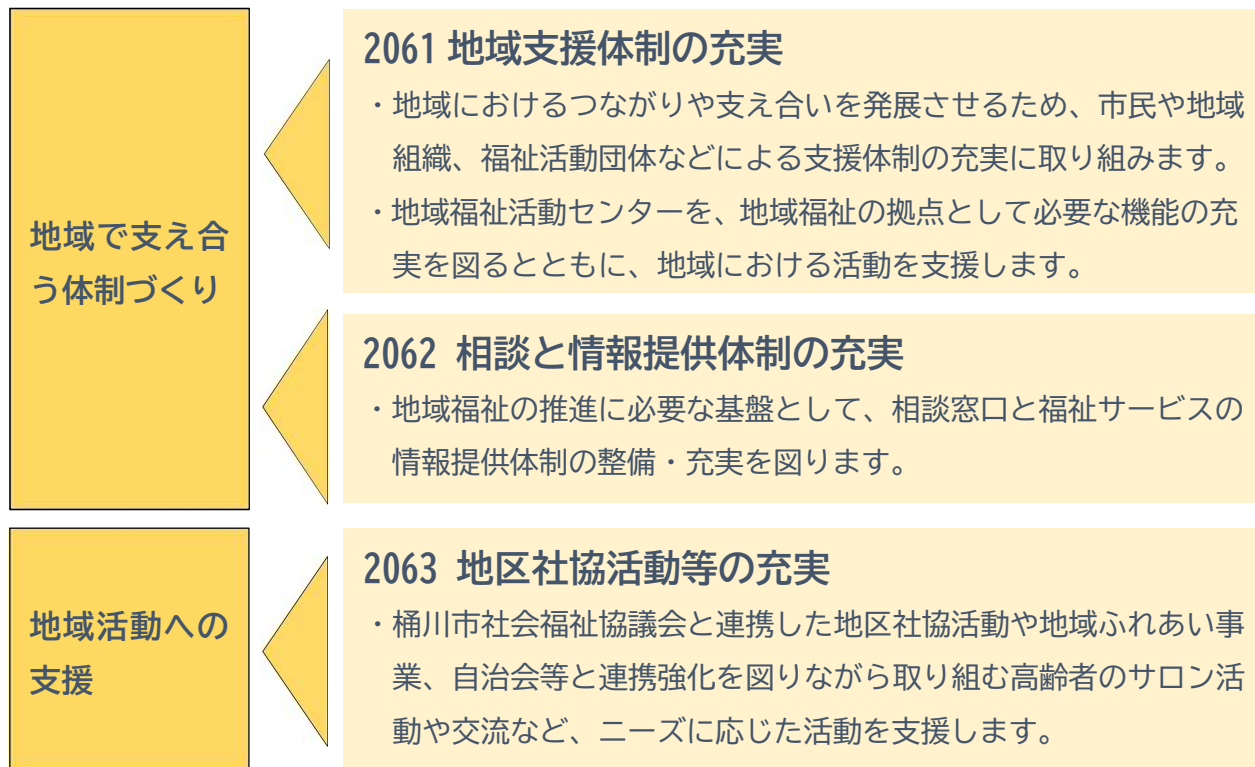 地域で支え合
う体制づくり
2061 地域支援体制の充実
・地域におけるつながりや支え合いを発展させるため、市民や地域
組織、福祉活動団体などによる支援体制の充実に取り組みます。
・地域福祉活動センターを、地域福祉の拠点として必要な機能の充
実を図るとともに、地域における活動を支援します。
2062 相談と情報提供体制の充実
・地域福祉の推進に必要な基盤として、相談窓口と福祉サービスの
情報提供体制の整備・充実を図ります。
地域活動への
支援
2063 地区社協活動等の充実
・桶川市社会福祉協議会と連携した地区社協活動や地域ふれあい事
業、自治会等と連携強化を図りながら取り組む高齢者のサロン活
動や交流など、ニーズに応じた活動を支援します。